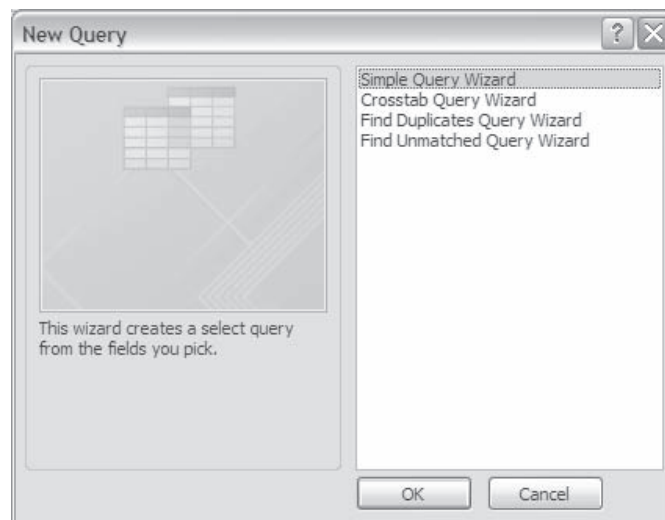 New Query
?
Simple Query Wizard
Crosstab Query Wizard
Find Duplicates Query Wizard
Find Unmatched Query Wizard
This wizard creates a select query
from the fields you pick.
OK
Cancel